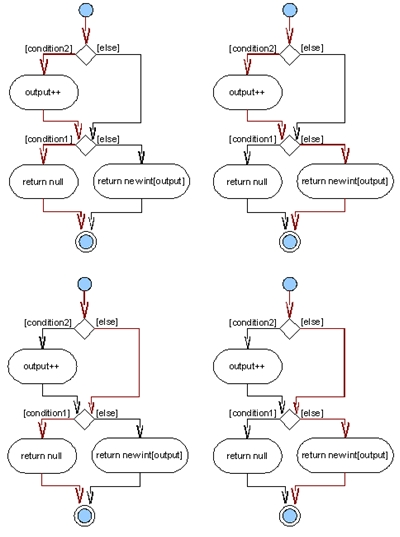 [condition2] [else]
output++
[condition1] [else]
return null return newint[output]
[condition2] [else]
output++
[condition1] [else]
return null return newint[output]
[condition2] [else]
output++
[condition1] [else]
return null return newint[output]
[condition2] [else]
output++
[condition1] [else]
return null return newint[output]